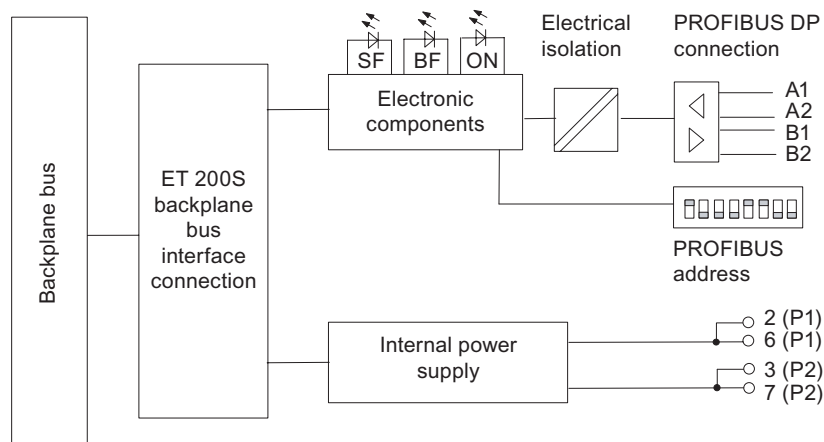 Electrical
isolation
PROFIBUS DP
connection
SF
BF
ON
Electronic
components
A1
A2
B1
B2
Backplane bus
ET 200S
backplane
bus
interface
connection
PROFIBUS
address
Internal power
supply
2 (P1)
6 (P1)
3 (P2)
7 (P2)